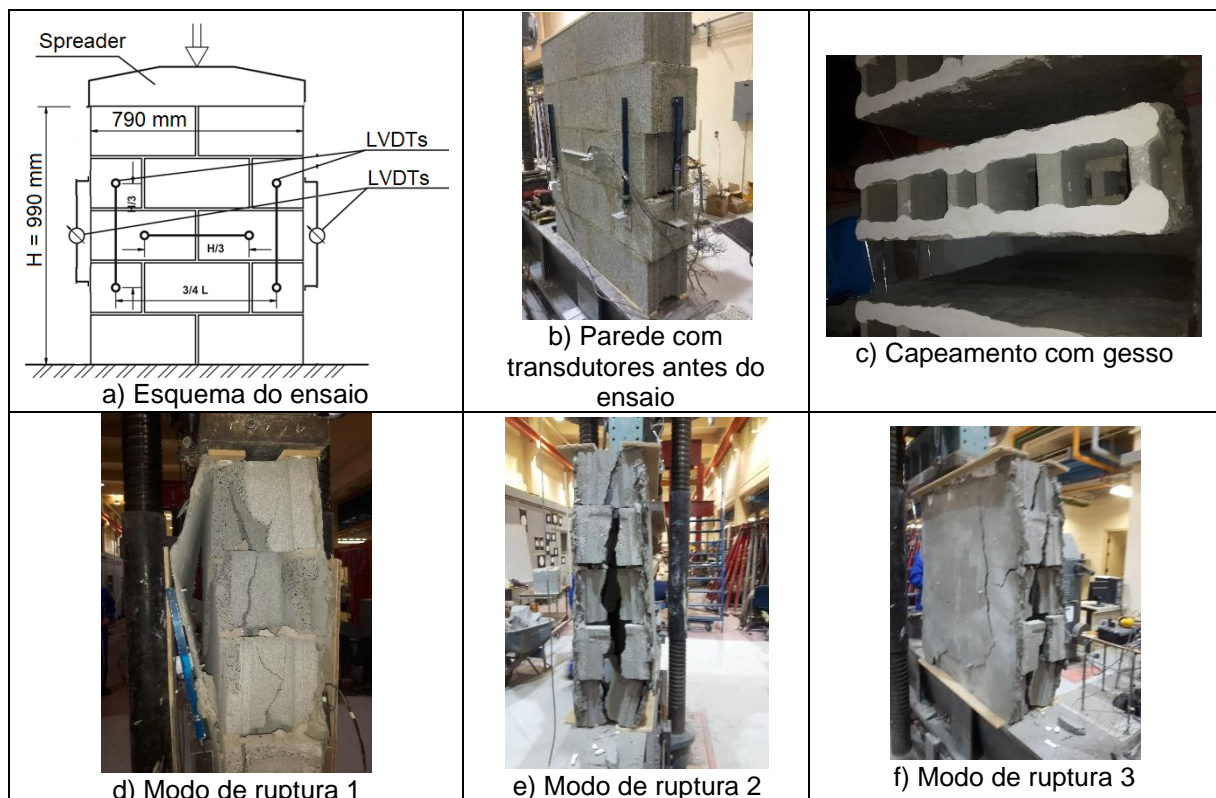 Spreader
790 mm
LVDTs
LVDTs
H = 990 mm
H/3
H/3
3/4 L
a) Esquema do ensaio
b) Parede com
transdutores antes do
ensaio
c) Capeamento com gesso
d) Modo de ruptura 1
e) Modo de ruptura 2
f) Modo de ruptura 3